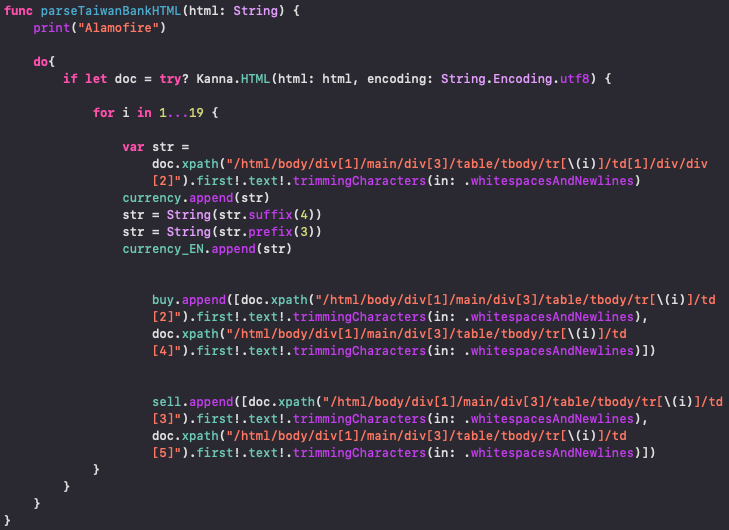 func parseTaiwanBankHTML(html: String) {
    print("Alamofire")
    do{
        if let doc = try? Kanna.HTML(html: html, encoding: String.Encoding.utf8) {
            for i in 1...19 {
                var str =
                    doc.xpath("/html/body/div[1]/main/div[3]/table/tbody/tr[\(i)]/td[1]/div/div
                    [2]").first!.text!.trimmingCharacters(in: .whitespacesAndNewlines)
                currency.append(str)
                str = String(str.suffix(4))
                str = String(str.prefix(3))
                currency_EN.append(str)
                    buy.append([doc.xpath("/html/body/div[1]/main/div[3]/table/tbody/tr[\(i)]/td
                    [2]").first!.text!.trimmingCharacters(in: .whitespacesAndNewlines),
                    doc.xpath("/html/body/div[1]/main/div[3]/table/tbody/tr[\(i)]/td
                    [4]").first!.text!.trimmingCharacters(in: .whitespacesAndNewlines)])
                    sell.append([doc.xpath("/html/body/div[1]/main/div[3]/table/tbody/tr[\(i)]/td
                    [3]").first!.text!.trimmingCharacters(in: .whitespacesAndNewlines),
                    doc.xpath("/html/body/div[1]/main/div[3]/table/tbody/tr[\(i)]/td
                    [5]").first!.text!.trimmingCharacters(in: .whitespacesAndNewlines)])
            }
        }
    }
}